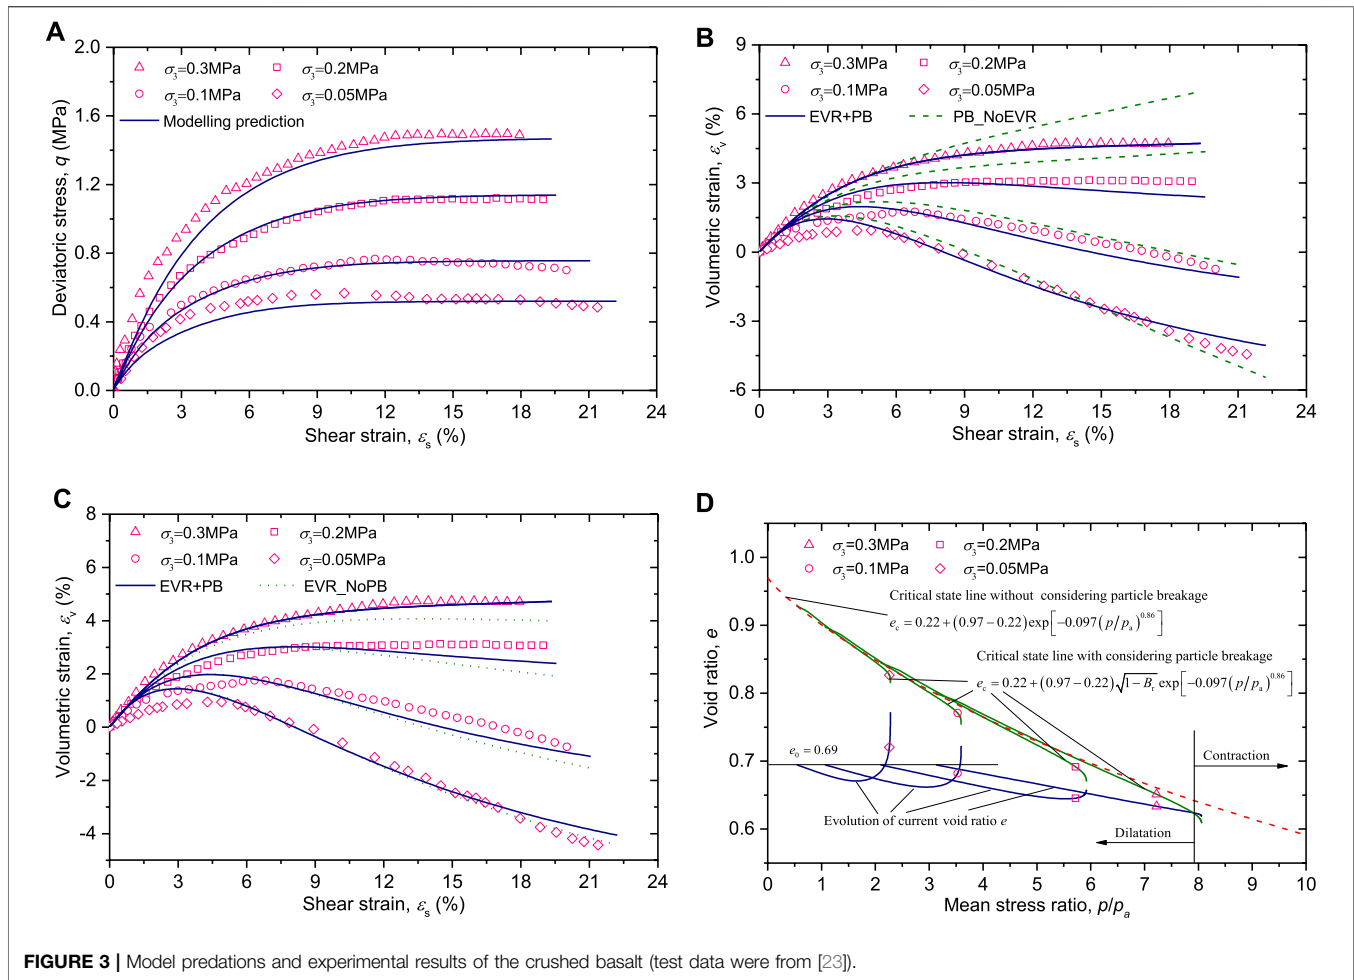 A
2.0
1.6
1.2
0.8
0.4
0.0
Deviatoric stress, q (MPa)
σ3=0.3MPa σ3=0.2MPa
σ3=0.1MPa σ3=0.05MPa
Modelling prediction
0 3 6 9 12 15 18 21 24
Shear strain, εs (%)
B
9
6
3
0
-3
-6
Volumetric strain, εv (%)
σ3=0.3MPa σ3=0.2MPa
σ3=0.1MPa σ3=0.05MPa
EVR+PB PB_NoEVR
0 3 6 9 12 15 18 21 24
Shear strain, εs (%)
C
8
6
4
2
0
-2
-4
Volumetric strain, εv (%)
σ3=0.3MPa σ3=0.2MPa
σ3=0.1MPa σ3=0.05MPa
EVR+PB EVR_NoPB
0 3 6 9 12 15 18 21 24
Shear strain, εs (%)
D
1.0
0.9
0.8
0.7
0.6
Void ratio, e
σ3=0.3MPa σ3=0.2MPa
σ3=0.1MPa σ3=0.05MPa
Critical state line without considering particle breakage
ec = 0.22 + (0.97 − 0.22) exp[−0.097 (p/pa)^0.86]
Critical state line with considering particle breakage
ec = 0.22 + (0.97 − 0.22) √(1 − Br) exp[−0.097 (p/pa)^0.86]
e0 = 0.69
Contraction
Evolution of current void ratio e
Dilatation
0 1 2 3 4 5 6 7 8 9 10
Mean stress ratio, p/pa
FIGURE 3 | Model predations and experimental results of the crushed basalt (test data were from [23]).